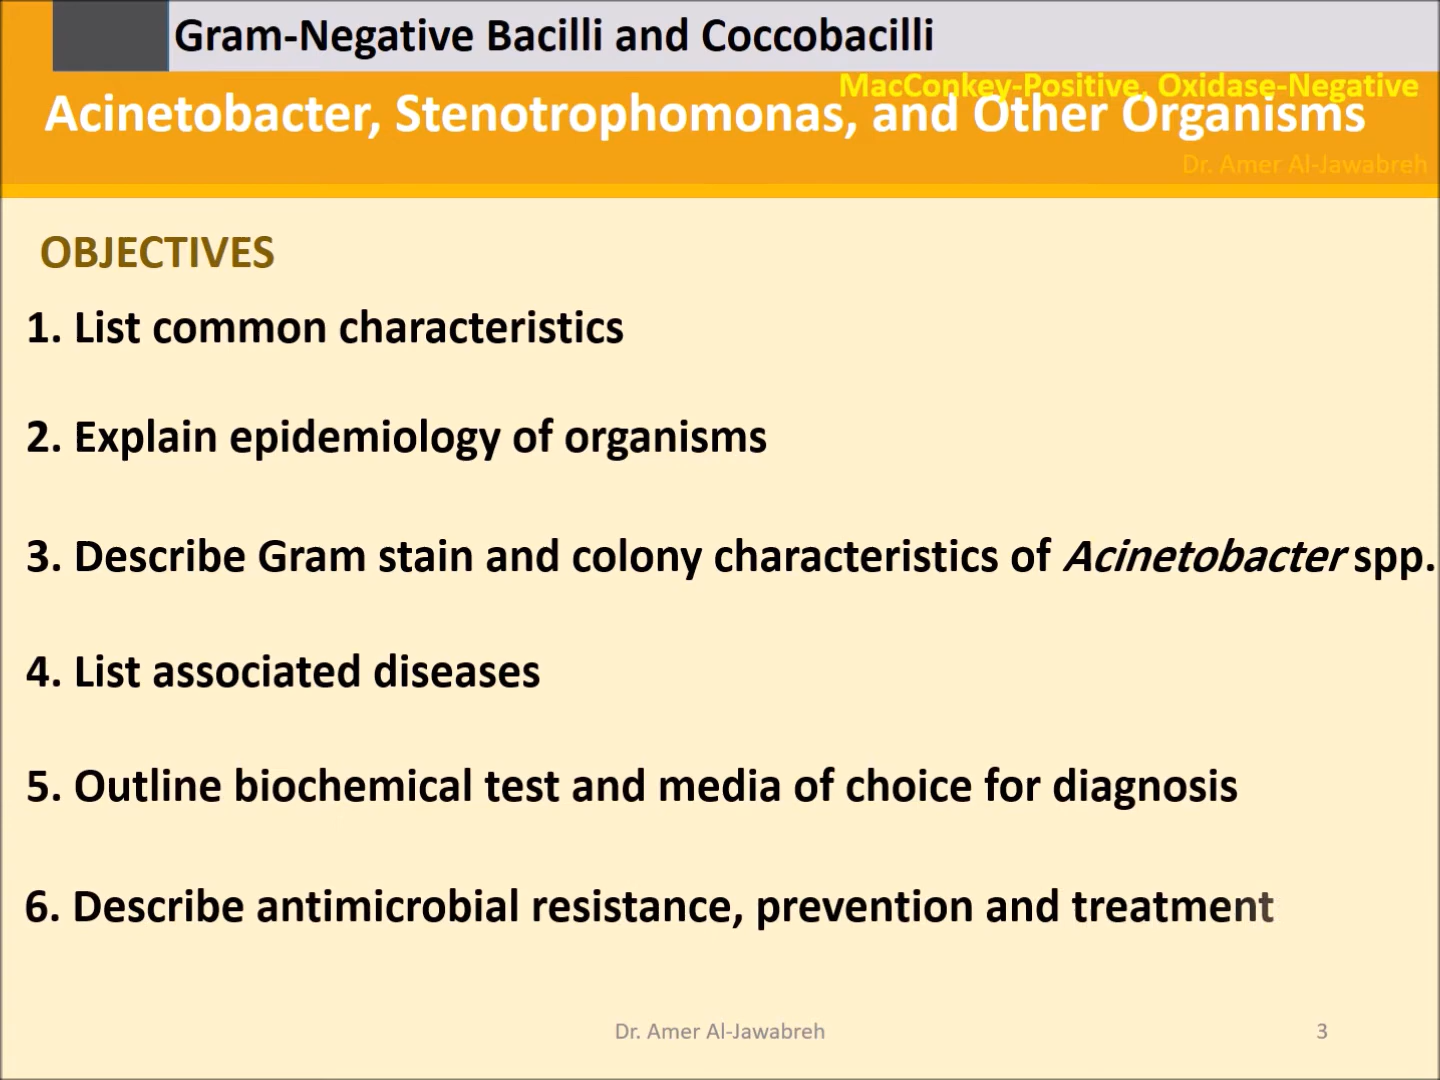 Gram-Negative Bacilli and Coccobacilli
MacConkey-Positive, Oxidase-Negative
Acinetobacter, Stenotrophomonas, and Other Organisms
Dr. Amer Al-Jawabreh
OBJECTIVES
1. List common characteristics
2. Explain epidemiology of organisms
3. Describe Gram stain and colony characteristics of Acinetobacter spp.
4. List associated diseases
5. Outline biochemical test and media of choice for diagnosis
6. Describe antimicrobial resistance, prevention and treatment
Dr. Amer Al-Jawabreh
3